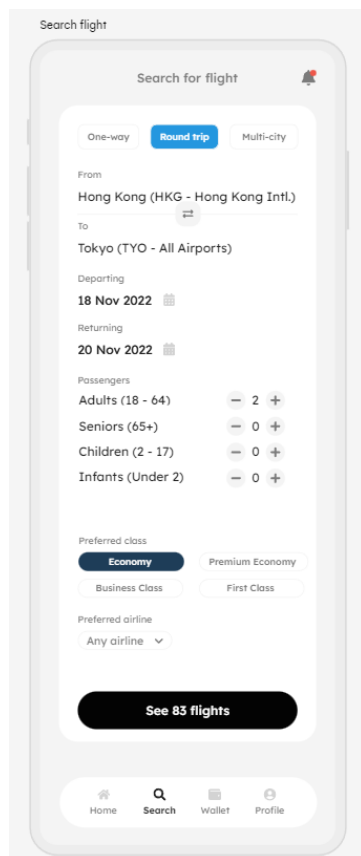 Search flight
Search for flight
One-way Round trip Multi-city
From
Hong Kong (HKG - Hong Kong Intl.)
To
Tokyo (TYO - All Airports)
Departing
18 Nov 2022
Returning
20 Nov 2022
Passengers
Adults (18 - 64) − 2 +
Seniors (65+) − 0 +
Children (2 - 17) − 0 +
Infants (Under 2) − 0 +
Preferred class
Economy Premium Economy
Business Class First Class
Preferred airline
Any airline
See 83 flights
Home Search Wallet Profile